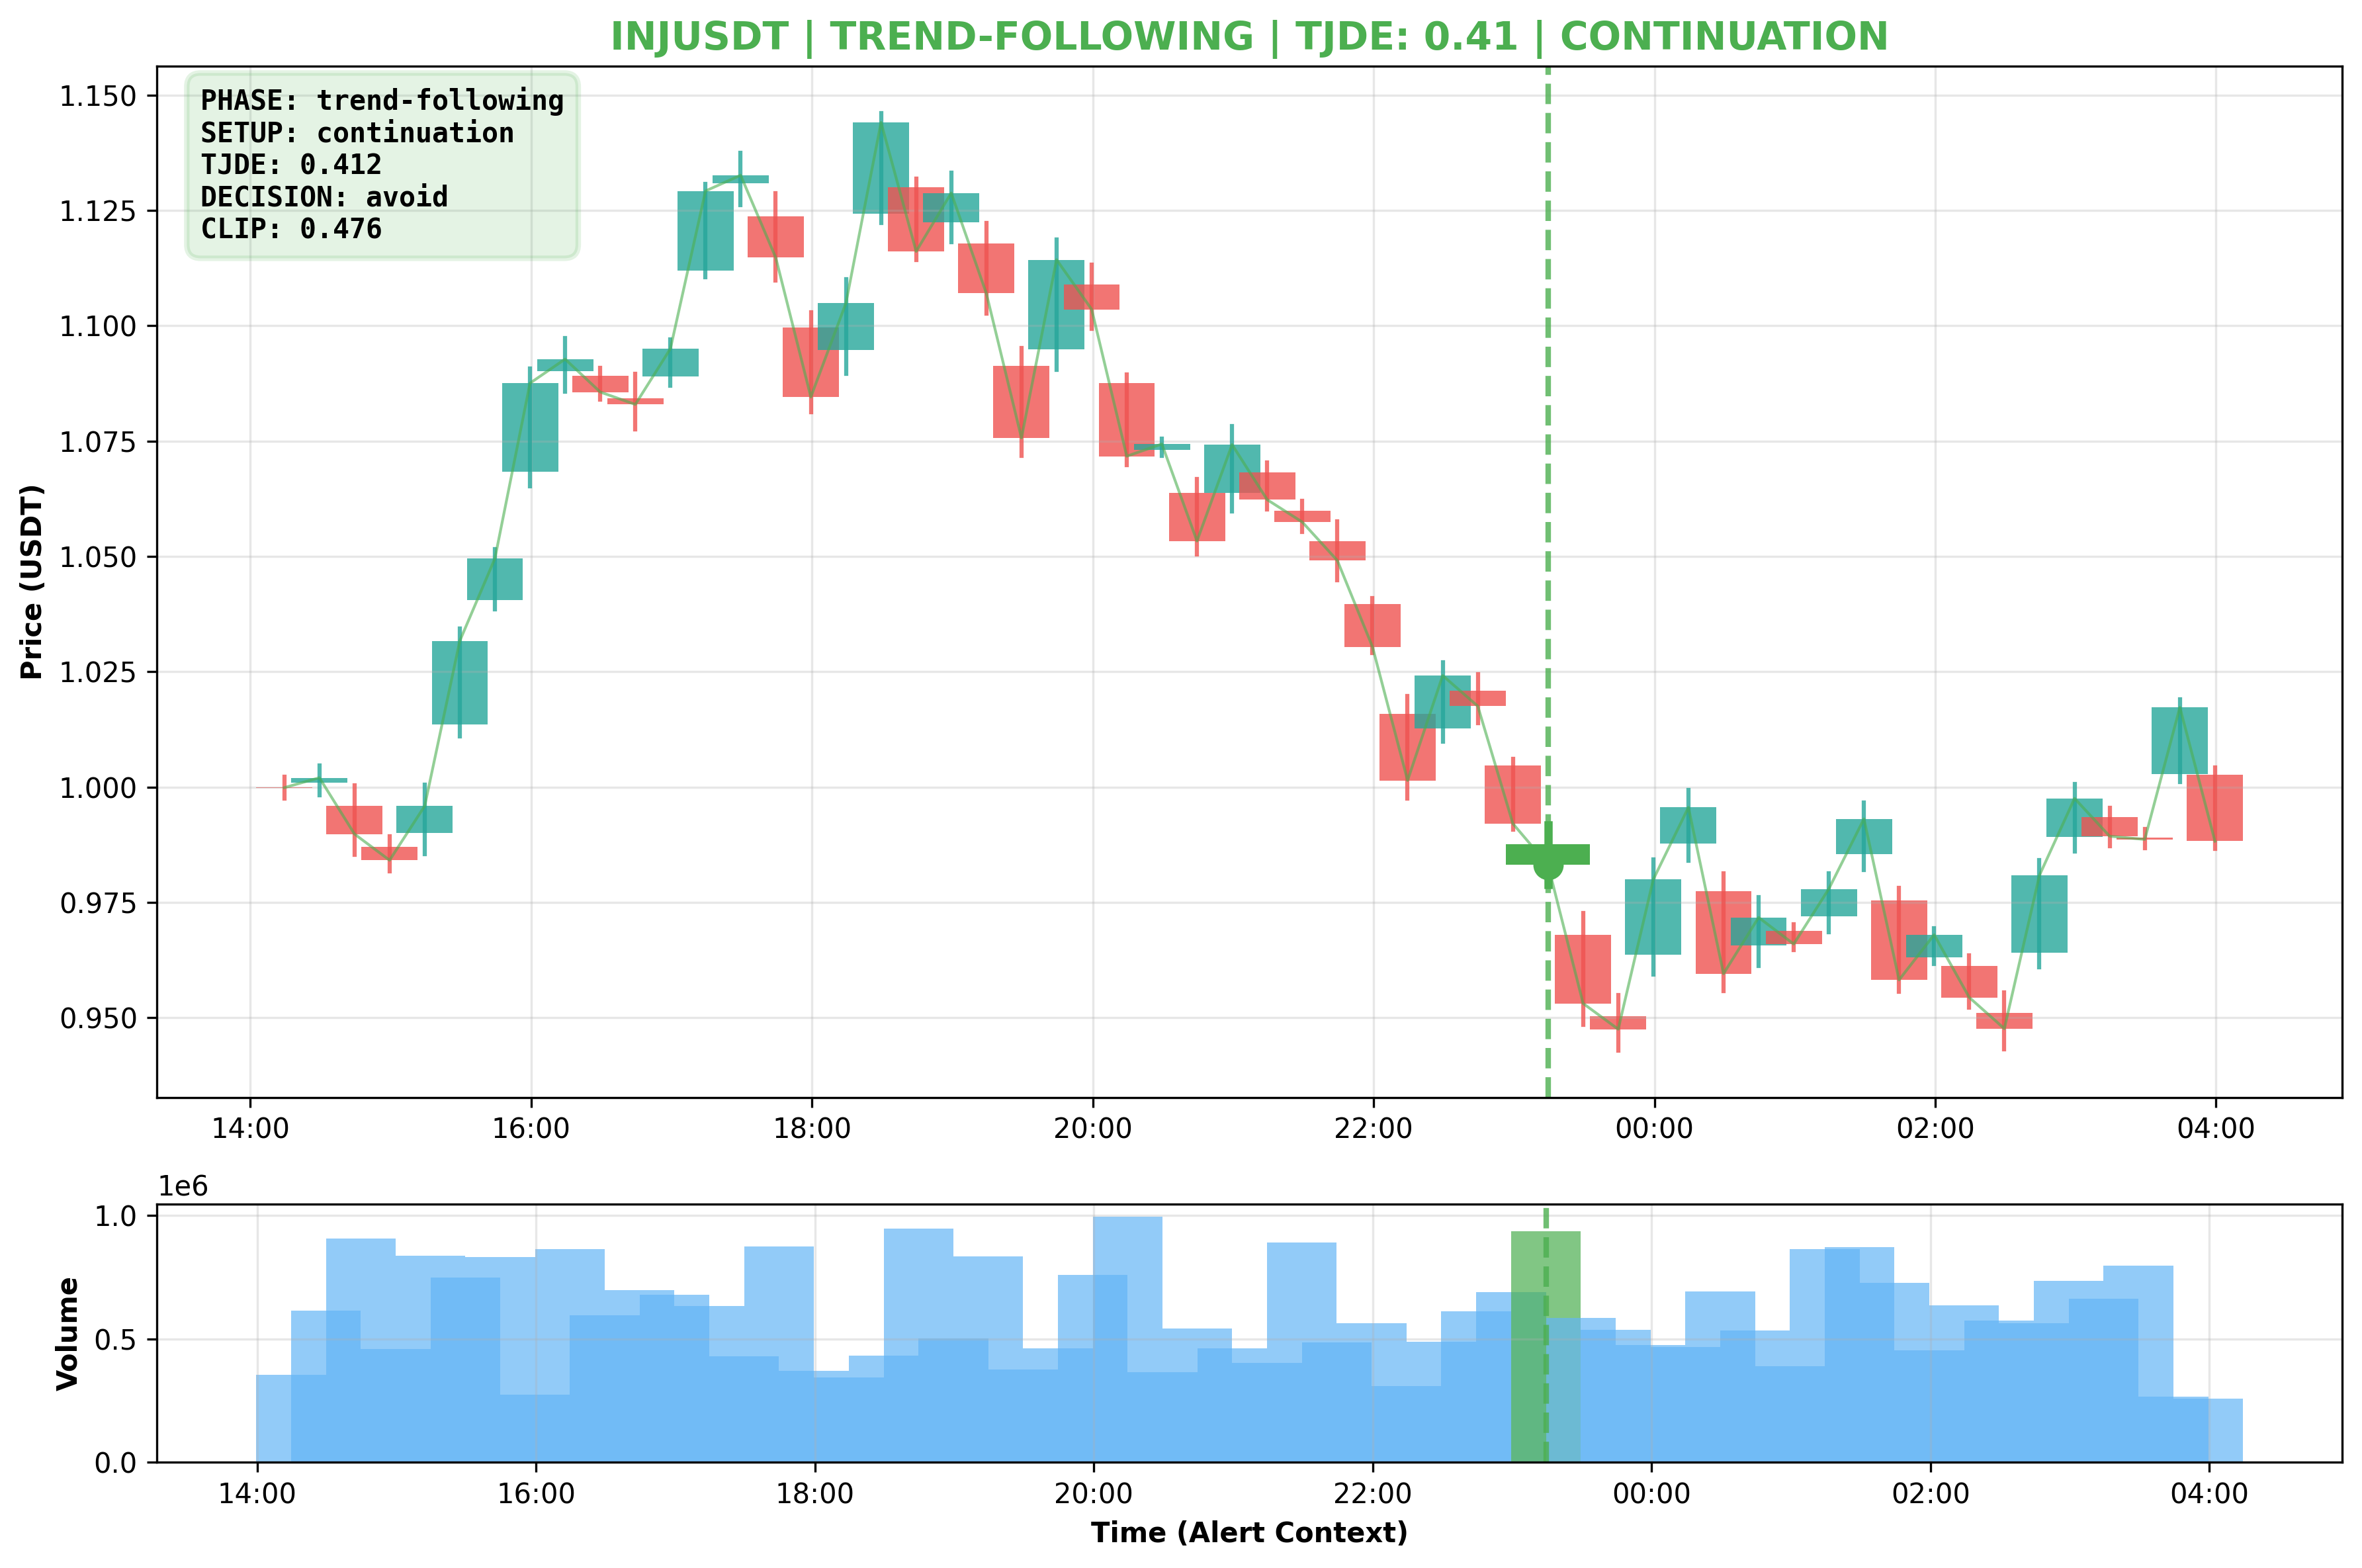 INJUSDT | TREND-FOLLOWING | TJDE: 0.41 | CONTINUATION
PHASE: trend-following
SETUP: continuation
TJDE: 0.412
DECISION: avoid
CLIP: 0.476
Price (USDT)
1.150
1.125
1.100
1.075
1.050
1.025
1.000
0.975
0.950
14:00 16:00 18:00 20:00 22:00 00:00 02:00 04:00
1e6
Volume
1.0
0.5
0.0
14:00 16:00 18:00 20:00 22:00 00:00 02:00 04:00
Time (Alert Context)